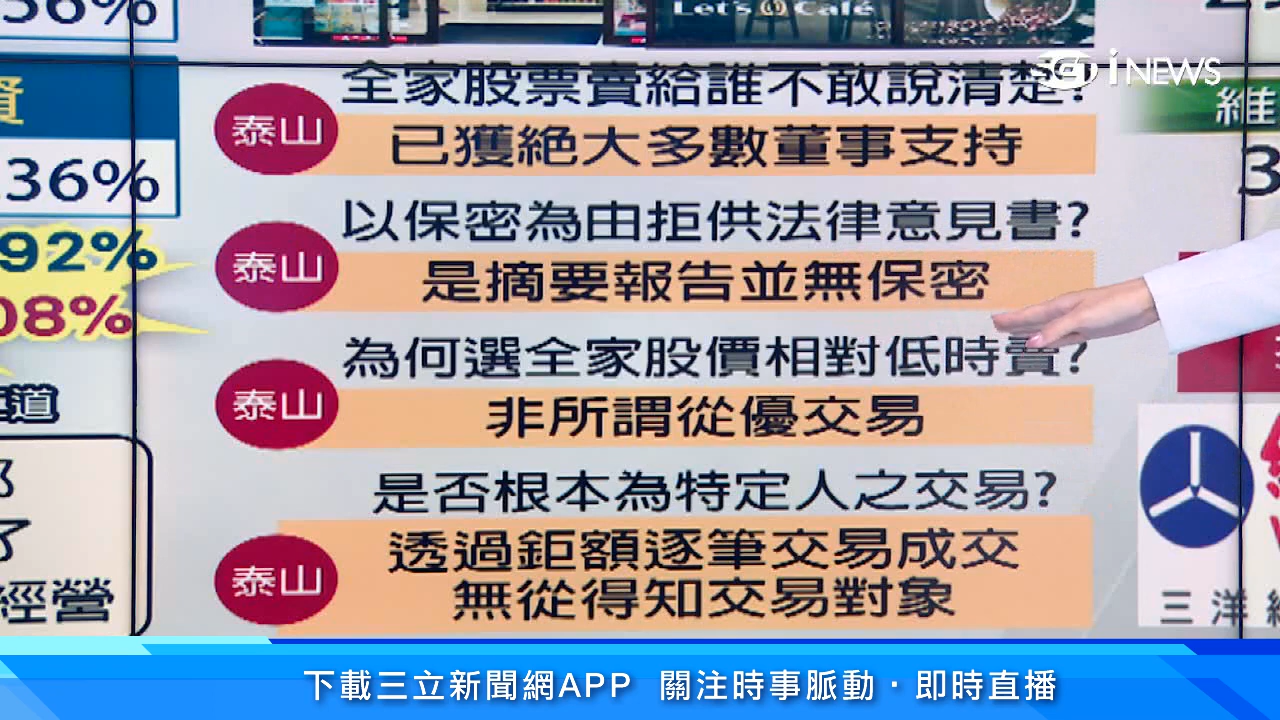 Let's Café
iNEWS
全家股票賣給誰不敢說清楚?
泰山
已獲絕大多數董事支持
以保密為由拒供法律意見書?
泰山
是摘要報告並無保密
為何選全家股價相對低時賣?
泰山
非所謂從優交易
是否根本為特定人之交易?
泰山
透過鉅額逐筆交易成交
無從得知交易對象
36%
92%
08%
道
經營
維
三洋
下載三立新聞網APP 關注時事脈動・即時直播